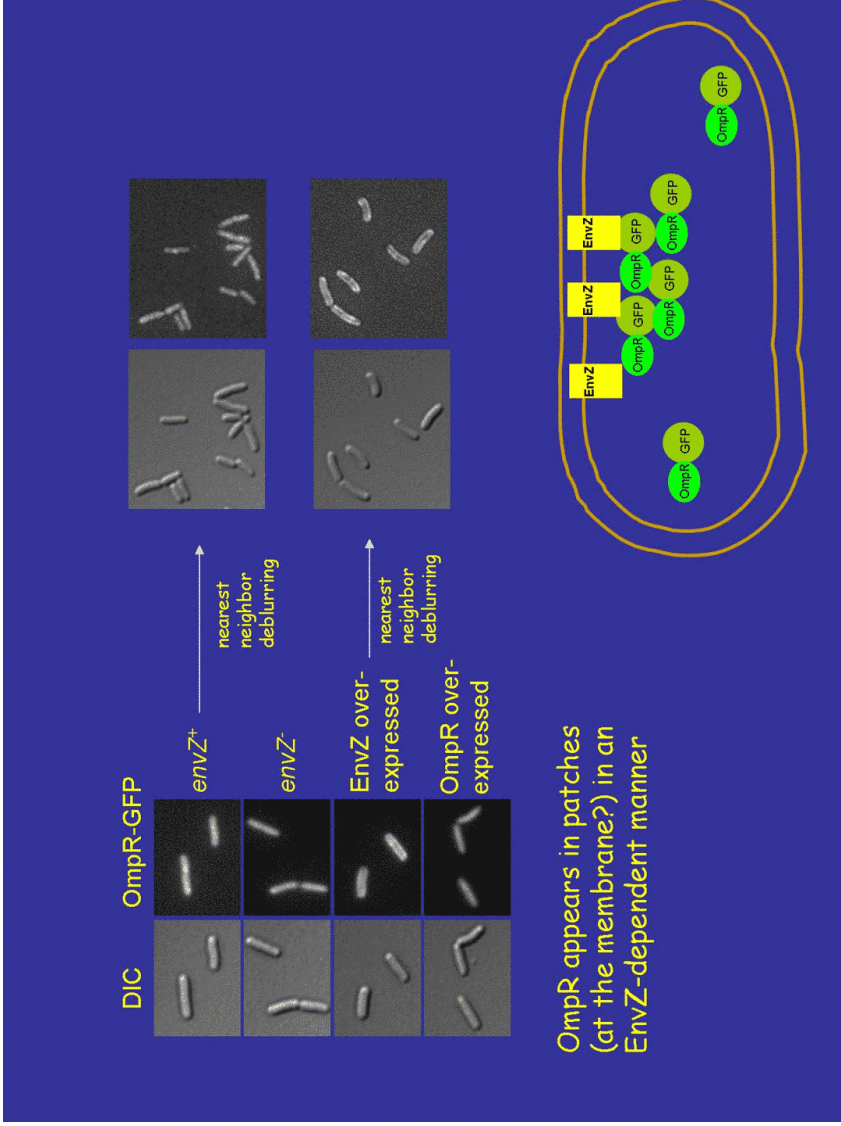 DIC
OmpR-GFP
envZ⁺
nearest
neighbor
deblurring
envZ⁻
EnvZ over-
expressed
nearest
neighbor
deblurring
OmpR over-
expressed
OmpR appears in patches
(at the membrane?) in an
EnvZ-dependent manner
EnvZ
EnvZ
EnvZ
OmpR
GFP
OmpR
GFP
OmpR
GFP
OmpR
GFP
OmpR
GFP
OmpR
GFP